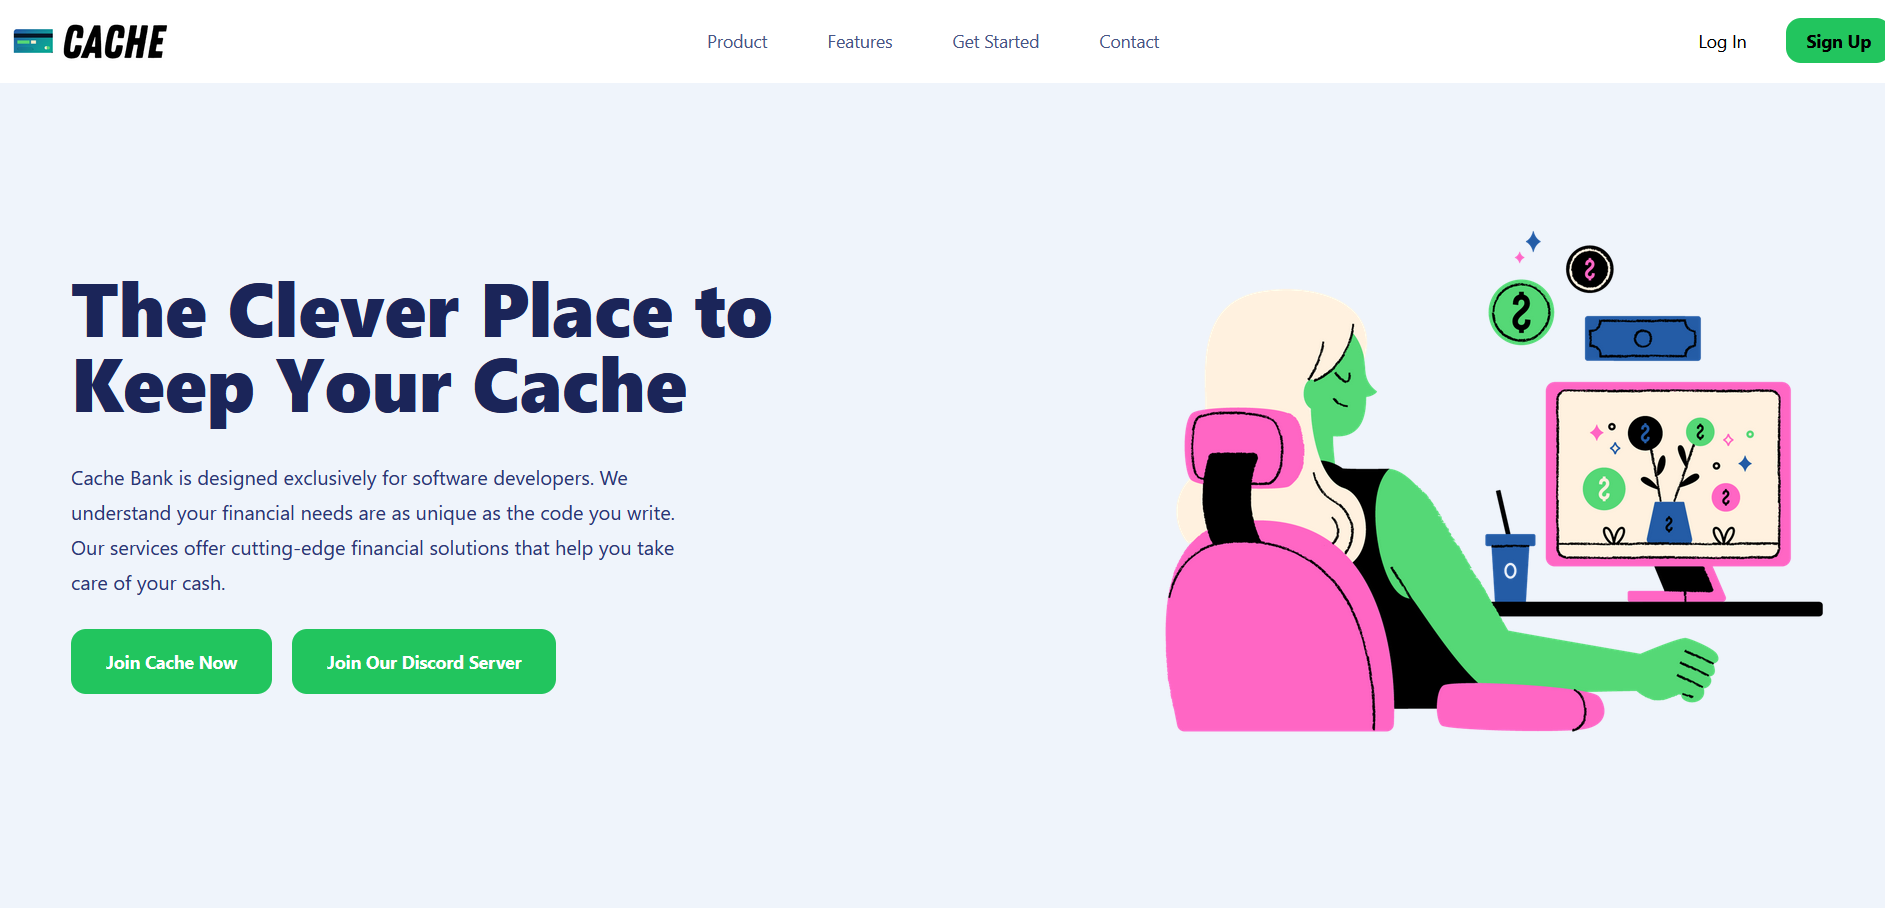 CACHE
Product
Features
Get Started
Contact
Log In
Sign Up
The Clever Place to
Keep Your Cache
Cache Bank is designed exclusively for software developers. We
understand your financial needs are as unique as the code you write.
Our services offer cutting-edge financial solutions that help you take
care of your cash.
Join Cache Now
Join Our Discord Server